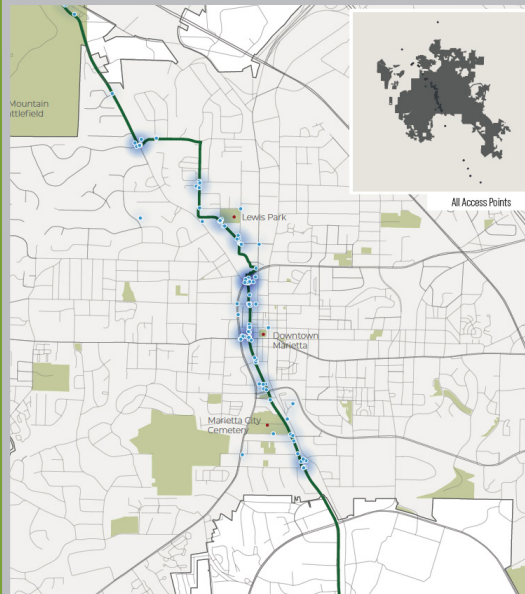 Mountain
ttlefield
All Access Points
Lewis Park
Downtown
Marietta
Marietta City
Cemetery